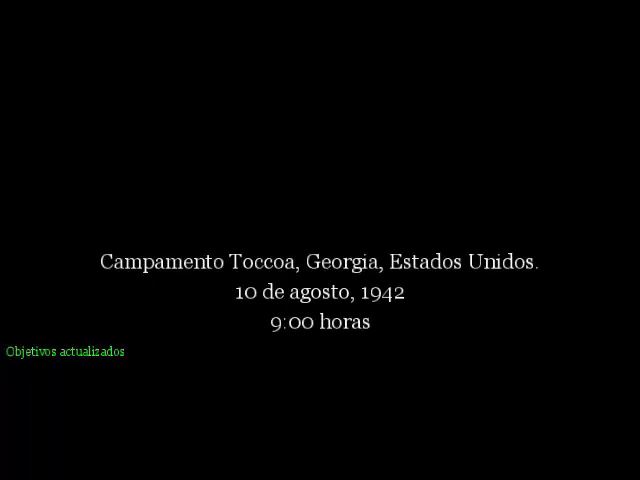 Campamento Toccoa, Georgia, Estados Unidos.
10 de agosto, 1942
9:00 horas
Objetivos actualizados